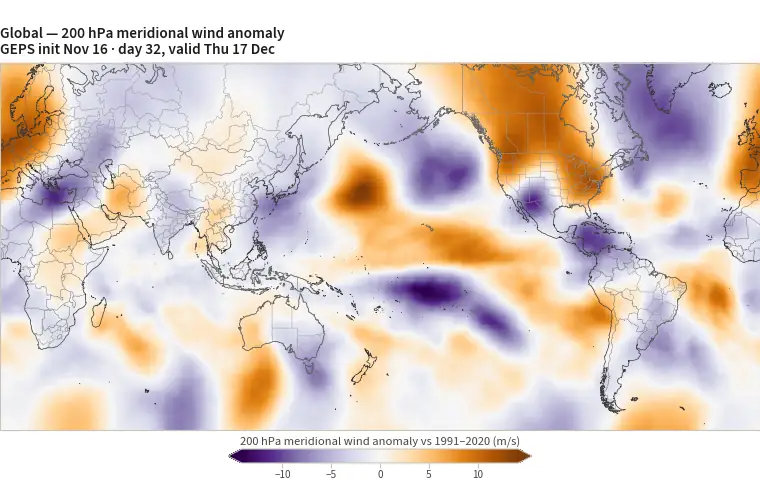 Global — 200 hPa meridional wind anomaly
GEPS init Nov 16 · day 32, valid Thu 17 Dec
200 hPa meridional wind anomaly vs 1991–2020 (m/s)
−10 −5 0 5 10